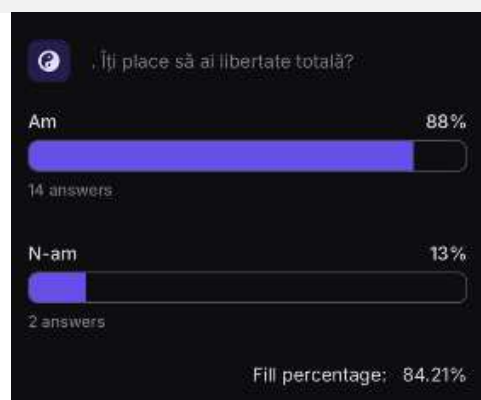 . Îți place să ai libertate totală?
Am 88%
14 answers
N-am 13%
2 answers
Fill percentage: 84.21%